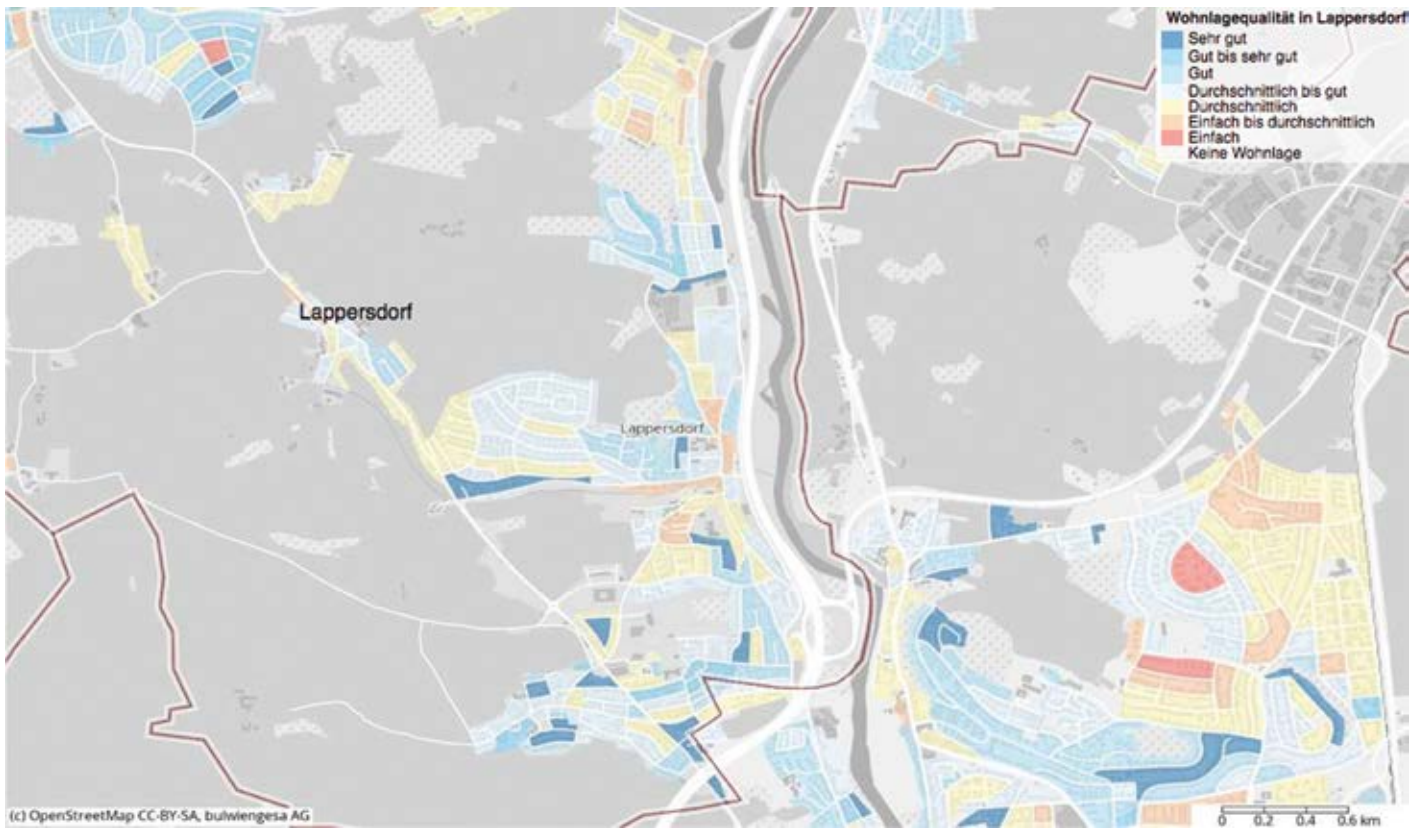 Wohnlagequalität in Lappersdorf
Sehr gut
Gut bis sehr gut
Gut
Durchschnittlich bis gut
Durchschnittlich
Einfach bis durchschnittlich
Einfach
Keine Wohnlage
Lappersdorf
Lappersdorf
(c) OpenStreetMap CC-BY-SA, bulwiengesa AG
0 0.2 0.4 0.6 km